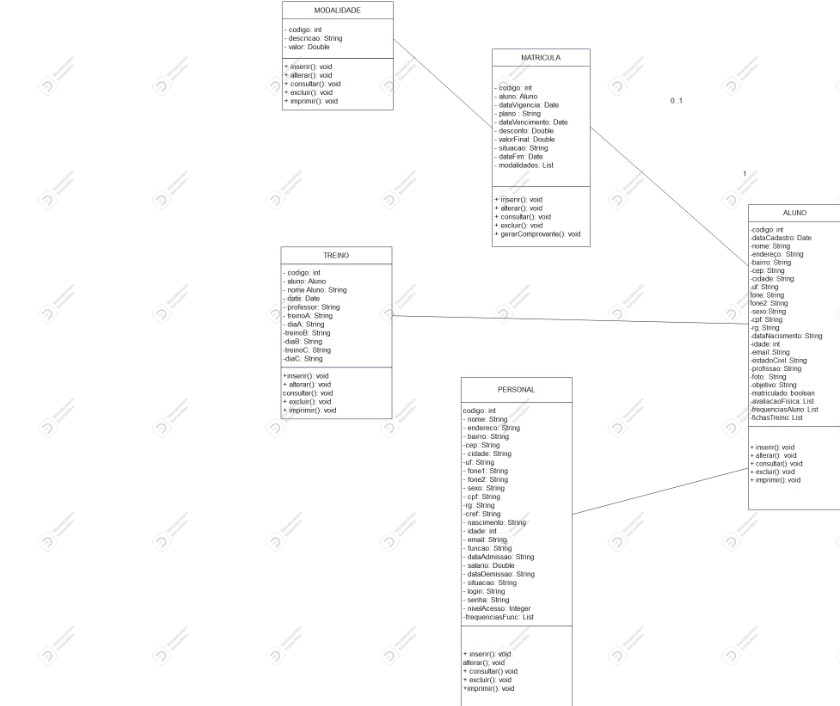 MODALIDADE
- codigo: int
- descricao: String
- valor: Double
+ inserir(): void
+ alterar(): void
+ consultar(): void
+ excluir(): void
+ imprimir(): void
MATRICULA
- codigo: int
- aluno: Aluno
- dataVigencia: Date
- plano : String
- dataVencimento: Date
- desconto: Double
- valorFinal: Double
- situacao: String
- dataFim: Date
- modalidades: List
+ inserir(): void
+ alterar(): void
+ consultar(): void
+ excluir(): void
+ gerarComprovante(): void
0..1
1
ALUNO
-codigo: int
-dataCadastro: Date
-nome: String
-endereço: String
-bairro: String
-cep: String
-cidade: String
-uf: String
fone: String
fone2: String
-sexo:String
-cpf: String
-rg: String
-dataNacismento: String
-idade: int
-email: String
-estadoCivil: String
-profissao: String
-foto: String
-objetivo: String
-matriculado: boolean
-avaliacaoFisica: List
-frequenciasAluno: List
-fichasTreino: List
+ inserir(): void
+ alterar(): void
+ consultar(): void
+ excluir(): void
+ imprimir(): void
TREINO
- codigo: int
- aluno: Aluno
- nome Aluno: String
- data: Date
- professor: String
- treinoA: String
- diaA: String
-treinoB: String
-diaB: String
-treinoC: String
-diaC: String
+inserir(): void
+ alterar(): void
consultar(): void
+ excluir(): void
+ imprimir(): void
PERSONAL
codigo: int
- nome: String
- endereco: String
- bairro: String
-cep: String
- cidade: String
-uf: String
- fone1: String
- fone2: String
- sexo: String
- cpf: String
-rg: String
-cref: String
- nascimento: String
- idade: int
- email: String
- funcao: String
- dataAdmissao: String
- salario: Double
- dataDemissao: String
- situacao: String
- login: String
- senha: String
- nivelAcesso: Integer
-frequenciasFunc: List
+ inserir(): void
alterar(): void
+ consultar() void
+ excluir(): void
+imprimir(): void